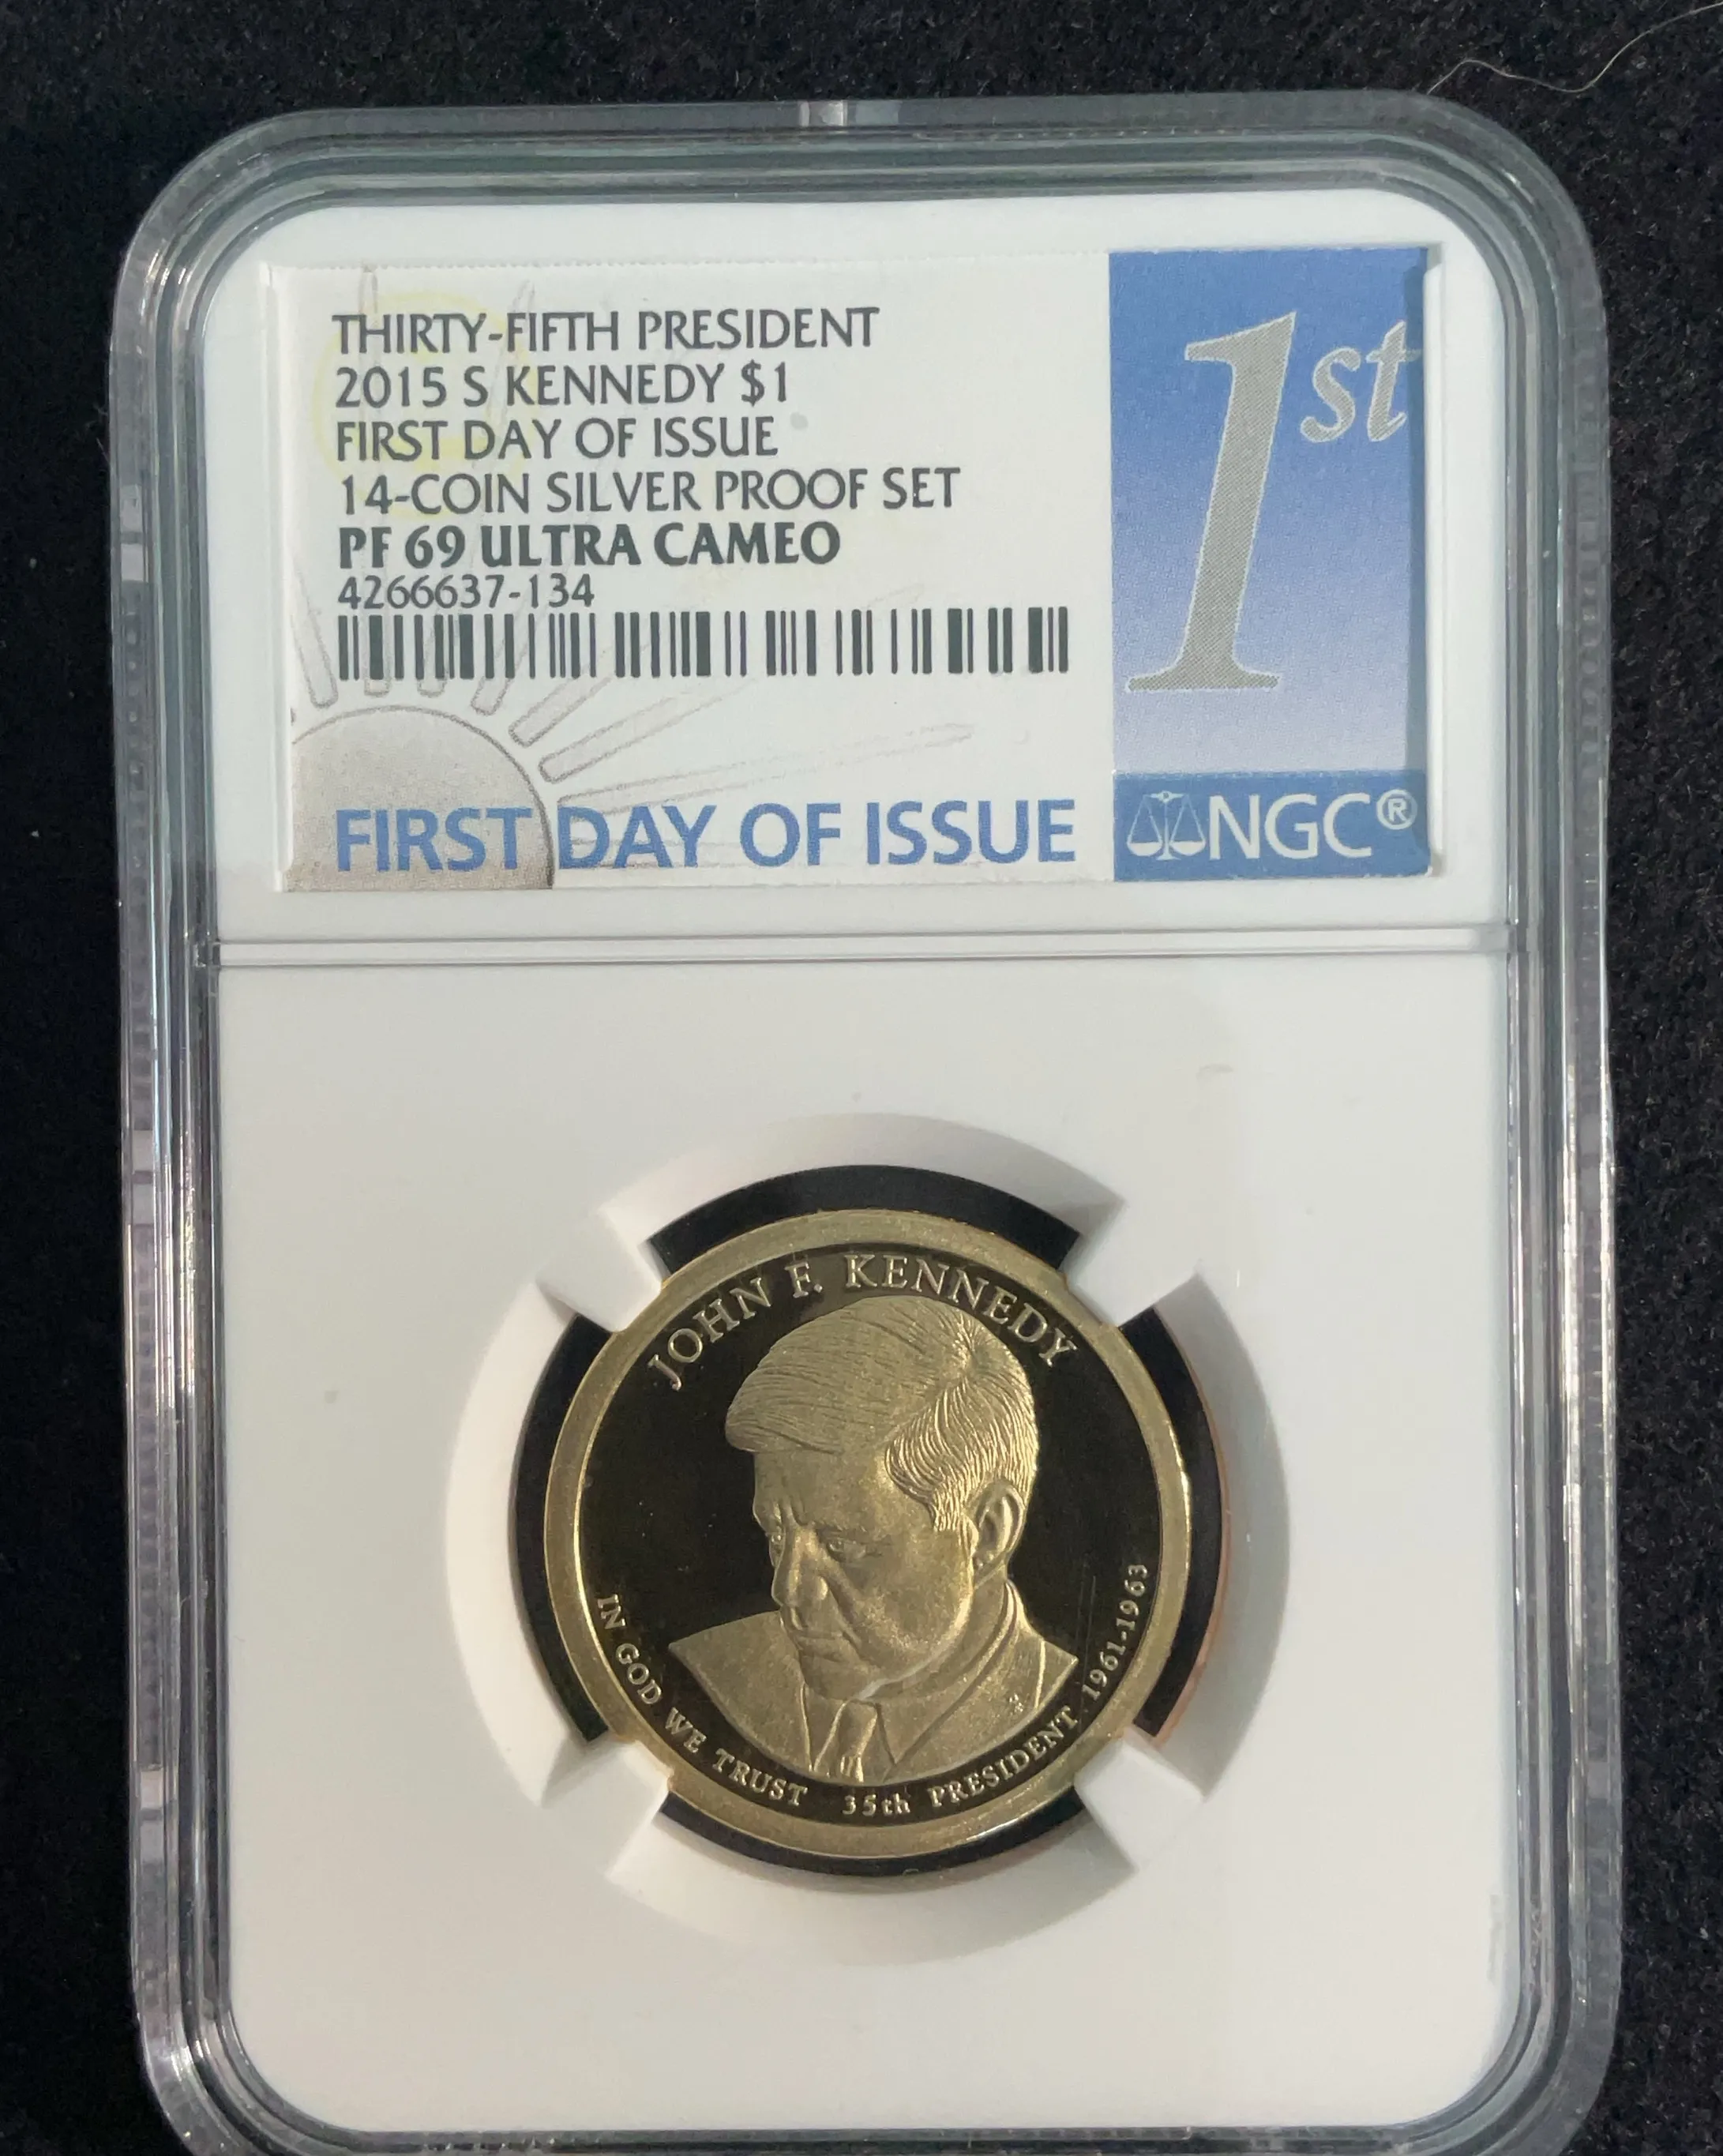 THIRTY-FIFTH PRESIDENT
2015 S KENNEDY $1
FIRST DAY OF ISSUE
14-COIN SILVER PROOF SET
PF 69 ULTRA CAMEO
4266637-134
1st
FIRST DAY OF ISSUE
NGC®
JOHN F. KENNEDY
IN GOD WE TRUST 35th PRESIDENT 1961-1963